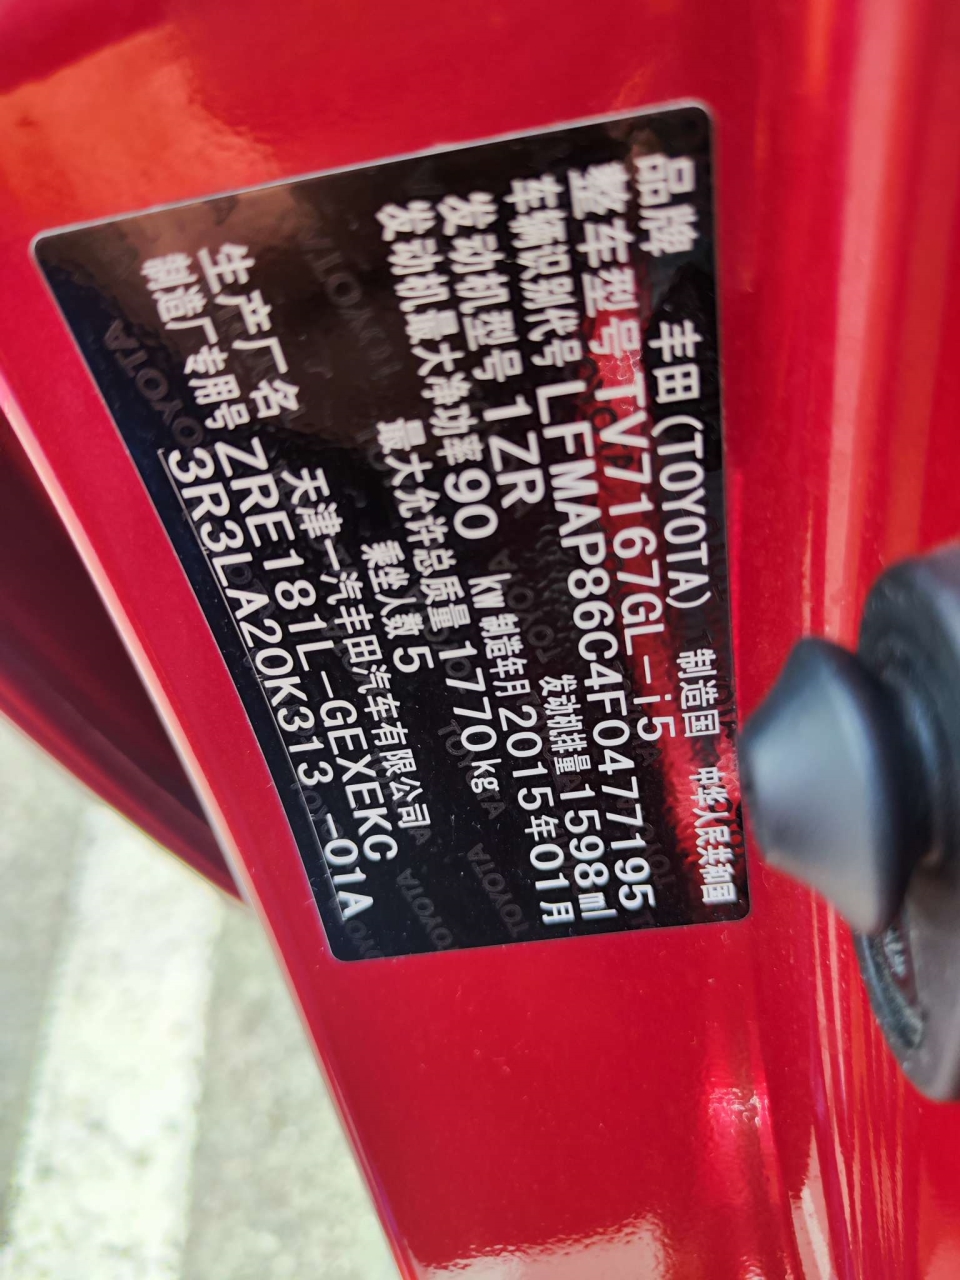 品牌 丰田(TOYOTA) 制造国 中华人民共和国
整车型号 TV7167GL-i5
车辆识别代号 LFMAP86C4F0477195
发动机型号 1ZR 发动机排量 1598ml
发动机最大净功率 90 kW 制造年月 2015年01月
最大允许总质量 1770kg
乘坐人数 5
生产厂名 天津一汽丰田汽车有限公司
制造厂专用号 ZRE181L-GEXEKC
3R3LA20K313-01A